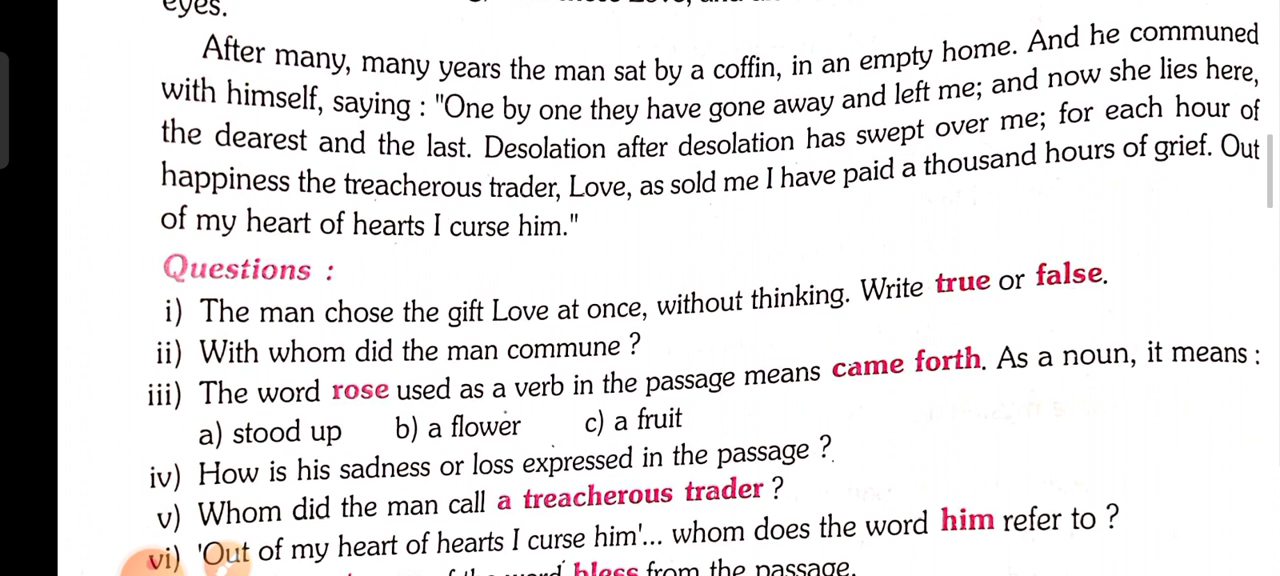 eyes.
After many, many years the man sat by a coffin, in an empty home. And he communed
with himself, saying : "One by one they have gone away and left me; and now she lies here,
the dearest and the last. Desolation after desolation has swept over me; for each hour of
happiness the treacherous trader, Love, as sold me I have paid a thousand hours of grief. Out
of my heart of hearts I curse him."
Questions :
i) The man chose the gift Love at once, without thinking. Write true or false.
ii) With whom did the man commune ?
iii) The word rose used as a verb in the passage means came forth. As a noun, it means :
a) stood up b) a flower c) a fruit
iv) How is his sadness or loss expressed in the passage ?
v) Whom did the man call a treacherous trader ?
vi) 'Out of my heart of hearts I curse him'... whom does the word him refer to ?
bless from the passage.